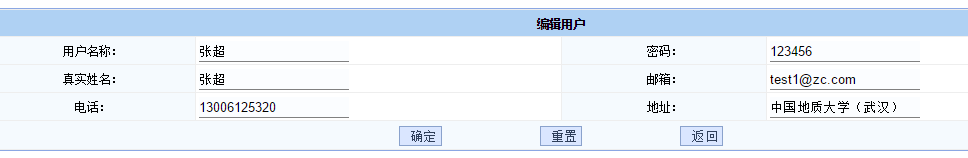 编辑用户
用户名称： 张超 密码： 123456
真实姓名： 张超 邮箱： test1@zc.com
电话： 13006125320 地址： 中国地质大学（武汉）
确定 重置 返回